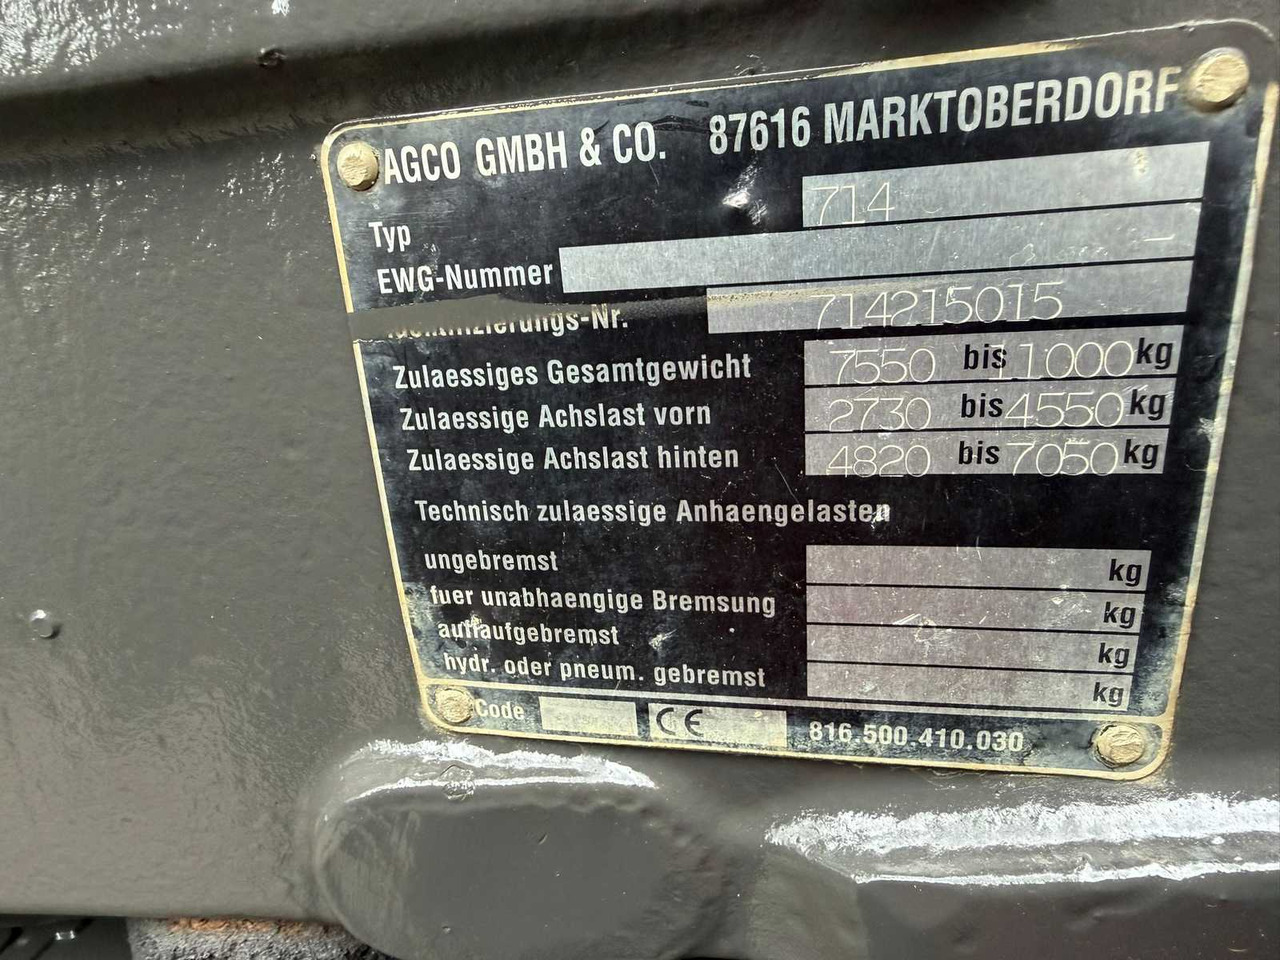 AGCO GMBH & CO. 87616 MARKTOBERDORF
Typ 714
EWG-Nummer
Identifizierungs-Nr. 714215015
Zulaessiges Gesamtgewicht 7550 bis 11000 kg
Zulaessige Achslast vorn 2730 bis 4550 kg
Zulaessige Achslast hinten 4820 bis 7050 kg
Technisch zulaessige Anhaengelasten
ungebremst kg
fuer unabhaengige Bremsung kg
auflaufgebremst kg
hydr. oder pneum. gebremst kg
Code CE 816.500.410.030